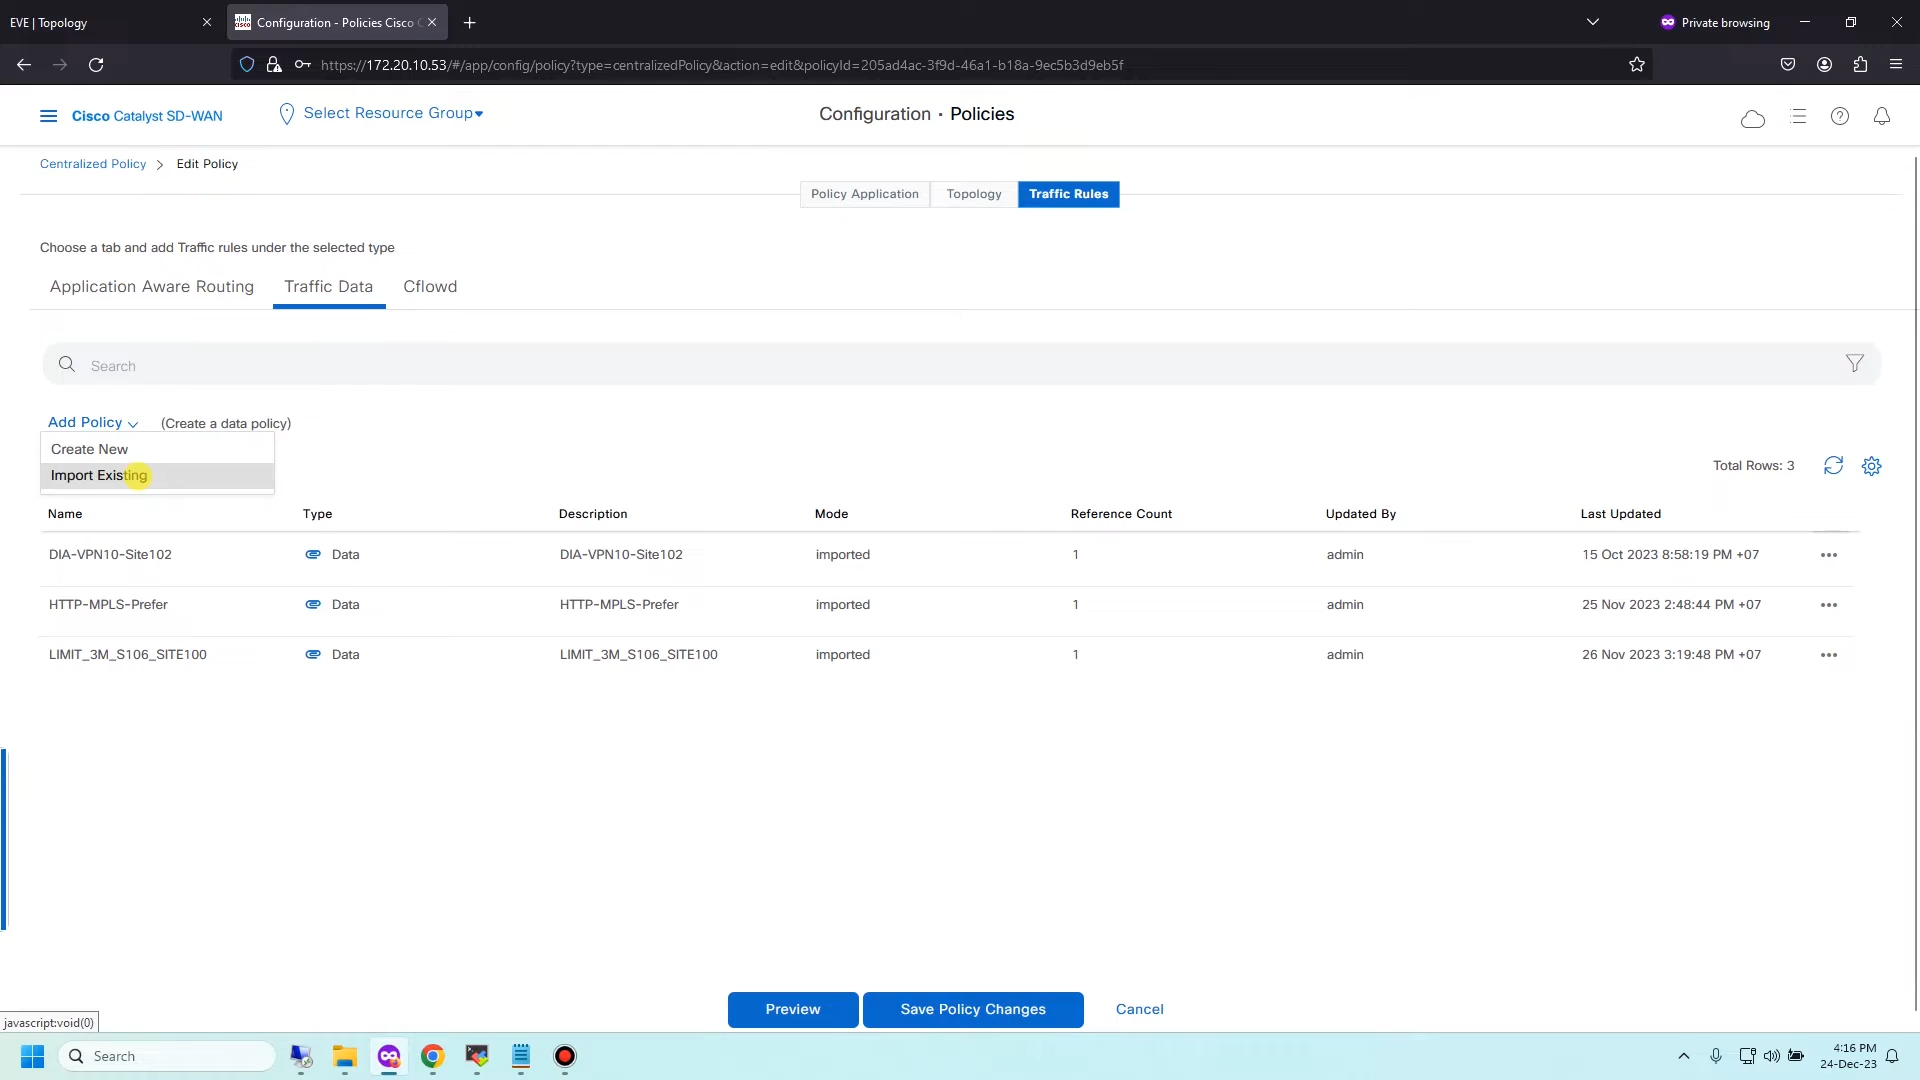 EVE | Topology
Configuration - Policies Cisco C
Private browsing
https://172.20.10.53/#/app/config/policy?type=centralizedPolicy&action=edit&policyId=205ad4ac-3f9d-46a1-b18a-9ec5b3d9eb5f
Cisco Catalyst SD-WAN
Select Resource Group
Configuration · Policies
Centralized Policy
Edit Policy
Policy Application
Topology
Traffic Rules
Choose a tab and add Traffic rules under the selected type
Application Aware Routing
Traffic Data
Cflowd
Search
Add Policy
(Create a data policy)
Create New
Import Existing
Total Rows: 3
Name Type Description Mode Reference Count Updated By Last Updated
DIA-VPN10-Site102 Data DIA-VPN10-Site102 imported 1 admin 15 Oct 2023 8:58:19 PM +07
HTTP-MPLS-Prefer Data HTTP-MPLS-Prefer imported 1 admin 25 Nov 2023 2:48:44 PM +07
LIMIT_3M_S106_SITE100 Data LIMIT_3M_S106_SITE100 imported 1 admin 26 Nov 2023 3:19:48 PM +07
Preview
Save Policy Changes
Cancel
javascript:void(0)
Search
4:16 PM
24-Dec-23